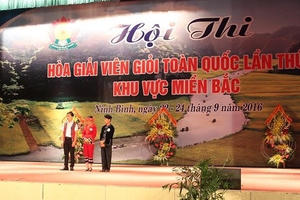 Hội Thi
HÒA GIẢI VIÊN GIỎI TOÀN QUỐC LẦN THỨ
KHU VỰC MIỀN BẮC
Ninh Bình, ngày 23 - 24 tháng 9 năm 2016